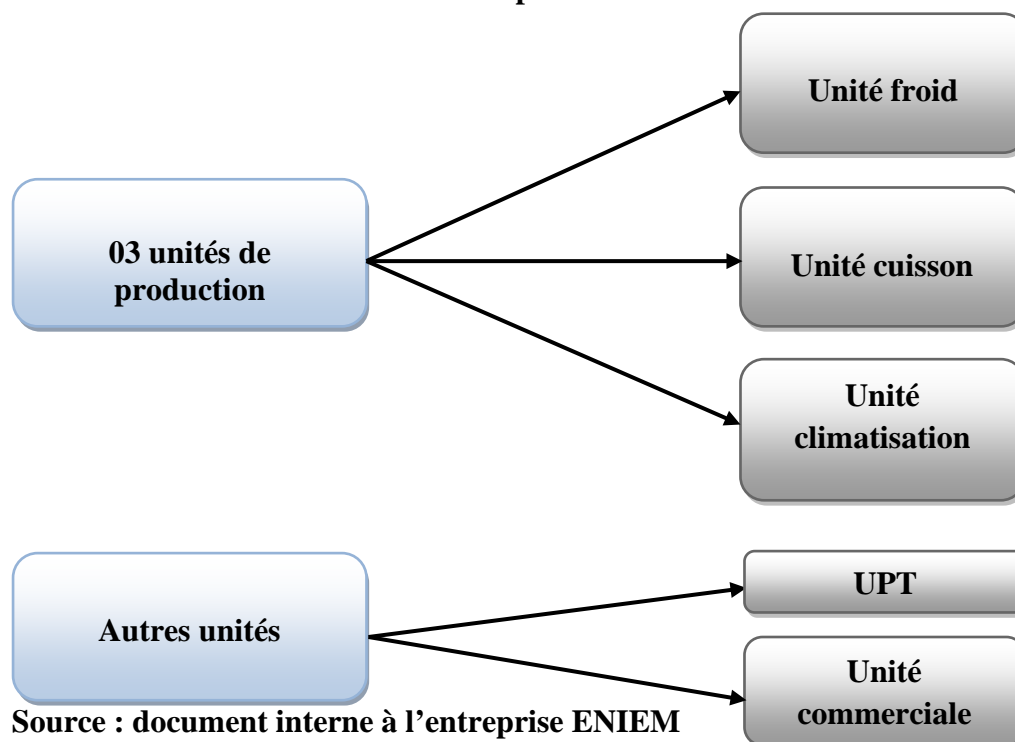 Unité froid
03 unités de
production
Unité cuisson
Unité
climatisation
Autres unités
UPT
Unité
commerciale
Source : document interne à l’entreprise ENIEM